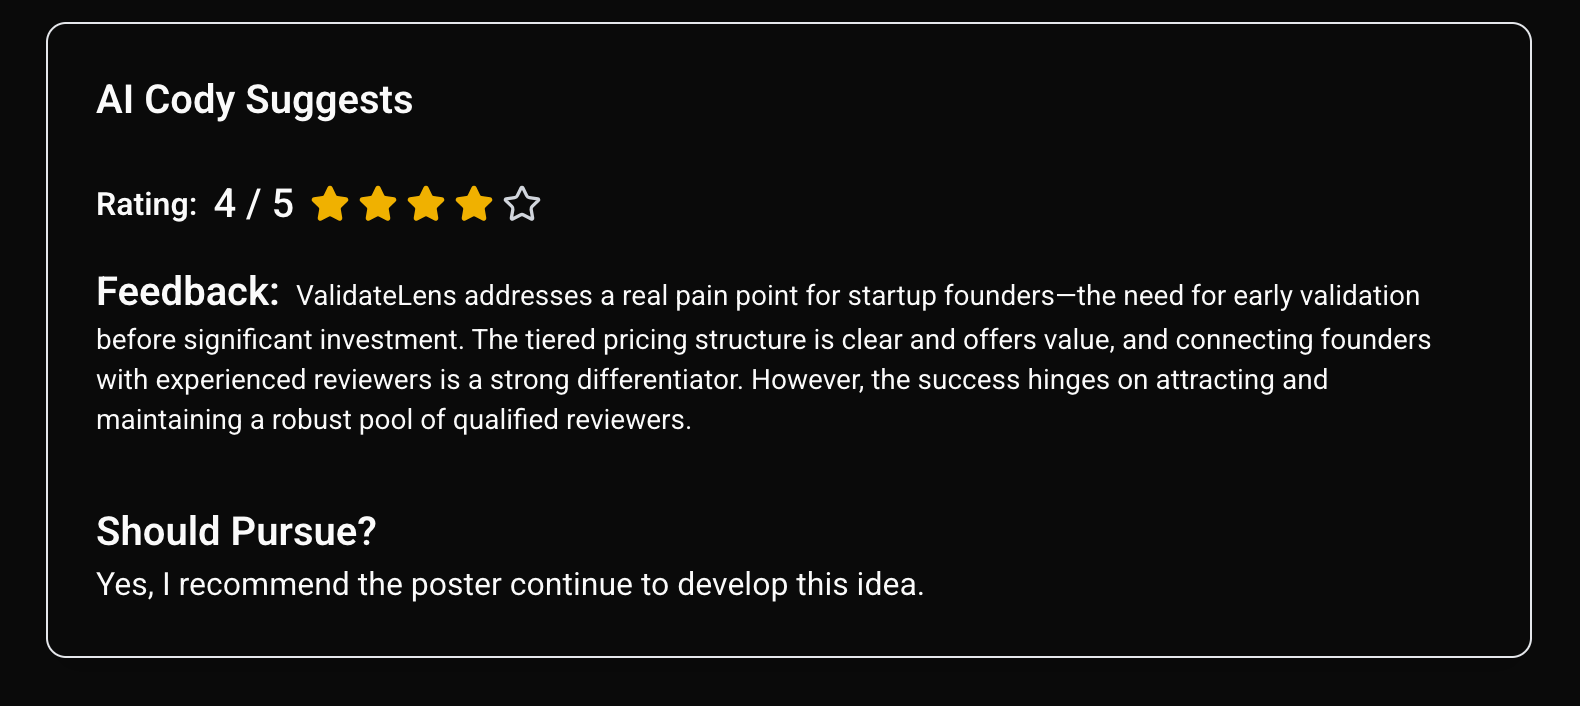 AI Cody Suggests
Rating: 4 / 5
Feedback: ValidateLens addresses a real pain point for startup founders—the need for early validation
before significant investment. The tiered pricing structure is clear and offers value, and connecting founders
with experienced reviewers is a strong differentiator. However, the success hinges on attracting and
maintaining a robust pool of qualified reviewers.
Should Pursue?
Yes, I recommend the poster continue to develop this idea.